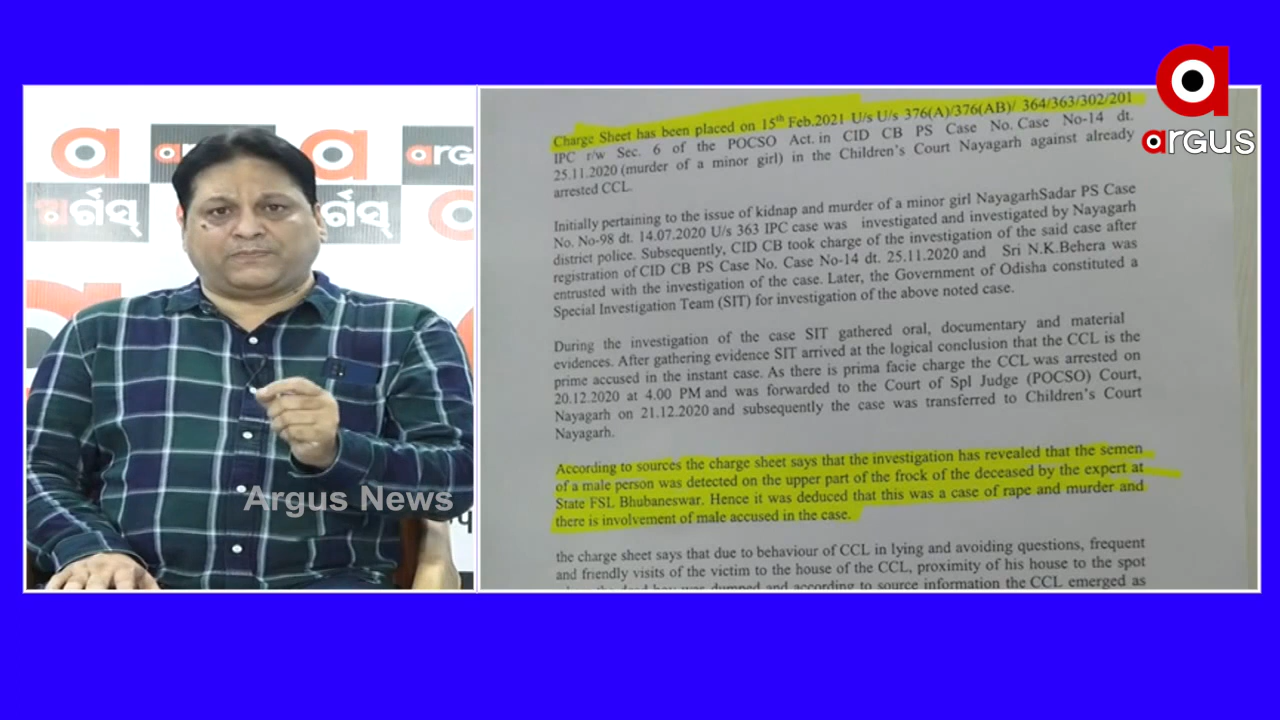 argus
Argus News
ଅର୍ଗସ୍
ର୍ଗସ୍
Charge Sheet has been placed on 15th Feb.2021 U/s U/s 376(A)/376(AB)/ 364/363/302/201
IPC r/w Sec. 6 of the POCSO Act. in CID CB PS Case No. Case No-14 dt.
25.11.2020 (murder of a minor girl) in the Children's Court Nayagarh against already
arrested CCL.
Initially pertaining to the issue of kidnap and murder of a minor girl NayagarhSadar PS Case
No. No-98 dt. 14.07.2020 U/s 363 IPC case was investigated and investigated by Nayagarh
district police. Subsequently, CID CB took charge of the investigation of the said case after
registration of CID CB PS Case No. Case No-14 dt. 25.11.2020 and Sri N.K.Behera was
entrusted with the investigation of the case. Later, the Government of Odisha constituted a
Special Investigation Team (SIT) for investigation of the above noted case.
During the investigation of the case SIT gathered oral, documentary and material
evidences. After gathering evidence SIT arrived at the logical conclusion that the CCL is the
prime accused in the instant case. As there is prima facie charge the CCL was arrested on
20.12.2020 at 4.00 PM and was forwarded to the Court of Spl Judge (POCSO) Court,
Nayagarh on 21.12.2020 and subsequently the case was transferred to Children's Court
Nayagarh.
According to sources the charge sheet says that the investigation has revealed that the semen
of a male person was detected on the upper part of the frock of the deceased by the expert at
State FSL Bhubaneswar. Hence it was deduced that this was a case of rape and murder and
there is involvement of male accused in the case.
the charge sheet says that due to behaviour of CCL in lying and avoiding questions, frequent
and friendly visits of the victim to the house of the CCL, proximity of his house to the spot
was dumped and according to source information the CCL emerged as